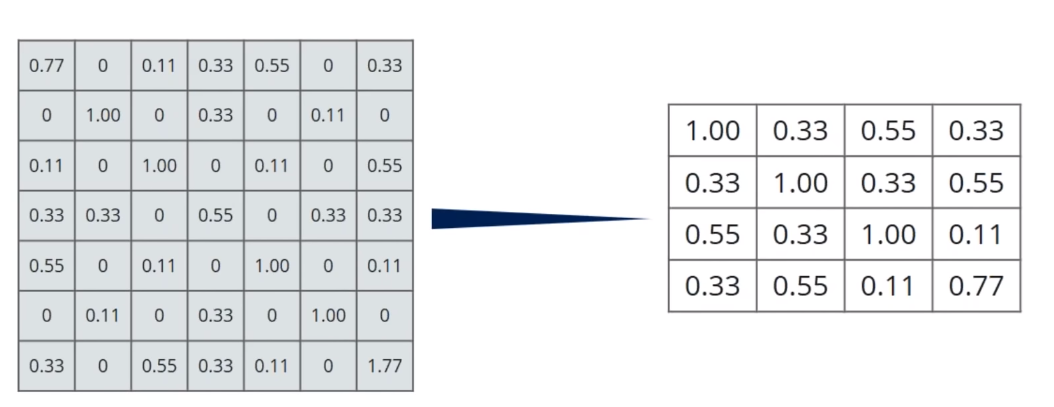 0.77 0 0.11 0.33 0.55 0 0.33
0 1.00 0 0.33 0 0.11 0
0.11 0 1.00 0 0.11 0 0.55
0.33 0.33 0 0.55 0 0.33 0.33
0.55 0 0.11 0 1.00 0 0.11
0 0.11 0 0.33 0 1.00 0
0.33 0 0.55 0.33 0.11 0 1.77
1.00 0.33 0.55 0.33
0.33 1.00 0.33 0.55
0.55 0.33 1.00 0.11
0.33 0.55 0.11 0.77